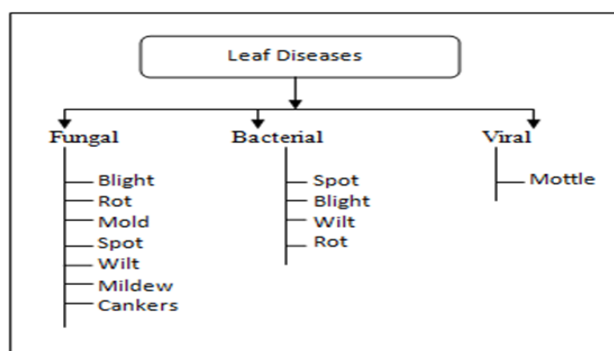 Leaf Diseases
Fungal
Blight
Rot
Mold
Spot
Wilt
Mildew
Cankers
Bacterial
Spot
Blight
Wilt
Rot
Viral
Mottle